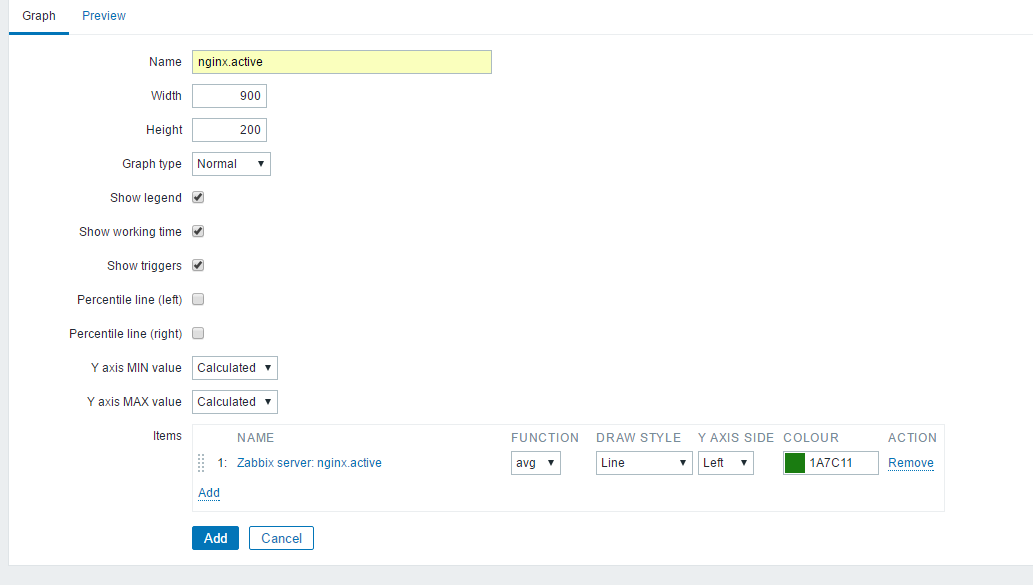 Graph Preview
Name nginx.active
Width 900
Height 200
Graph type Normal
Show legend
Show working time
Show triggers
Percentile line (left)
Percentile line (right)
Y axis MIN value Calculated
Y axis MAX value Calculated
Items NAME FUNCTION DRAW STYLE Y AXIS SIDE COLOUR ACTION
1: Zabbix server: nginx.active avg Line Left 1A7C11 Remove
Add
Add Cancel